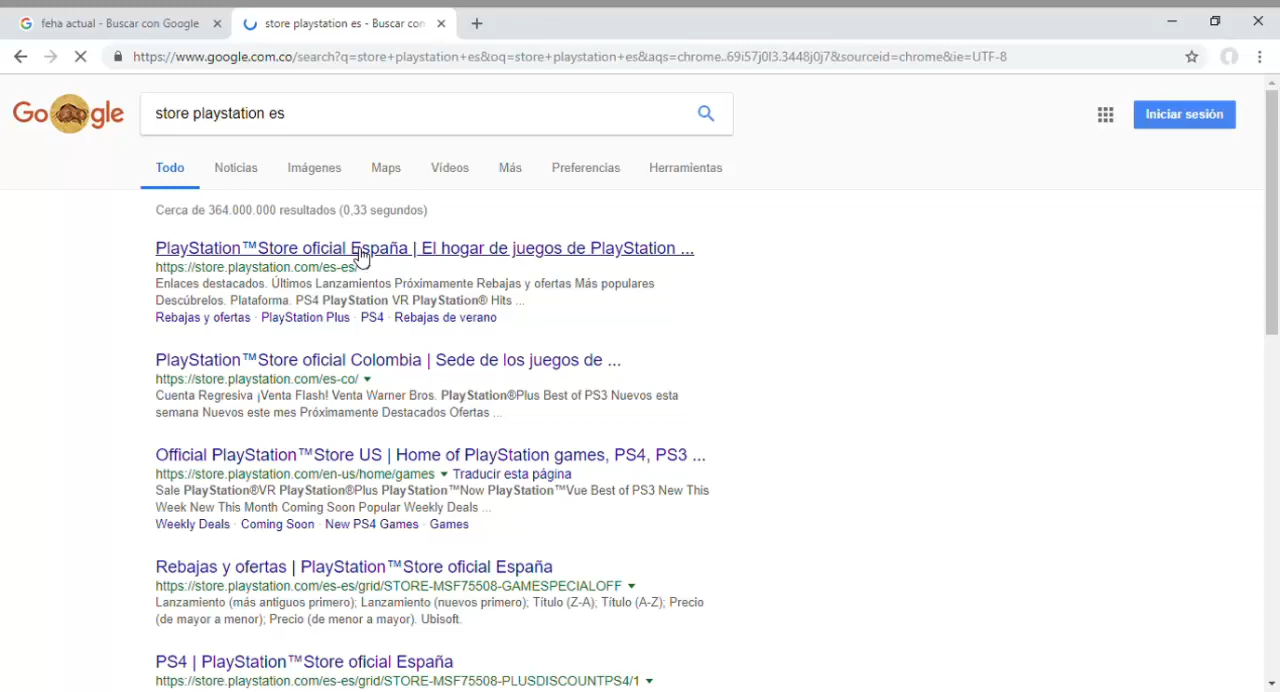 feha actual - Buscar con Google
store playstation es - Buscar con
https://www.google.com.co/search?q=store+playstation+es&oq=store+playstation+es&aqs=chrome..69i57j0l3.3448j0j7&sourceid=chrome&ie=UTF-8
Go gle
store playstation es
Iniciar sesión
Todo Noticias Imágenes Maps Vídeos Más Preferencias Herramientas
Cerca de 364.000.000 resultados (0,33 segundos)
PlayStation™Store oficial España | El hogar de juegos de PlayStation ...
https://store.playstation.com/es-es/
Enlaces destacados. Últimos Lanzamientos Próximamente Rebajas y ofertas Más populares
Descúbrelos. Plataforma. PS4 PlayStation VR PlayStation® Hits ...
Rebajas y ofertas · PlayStation Plus · PS4 · Rebajas de verano
PlayStation™Store oficial Colombia | Sede de los juegos de ...
https://store.playstation.com/es-co/
Cuenta Regresiva ¡Venta Flash! Venta Warner Bros. PlayStation®Plus Best of PS3 Nuevos esta
semana Nuevos este mes Próximamente Destacados Ofertas ...
Official PlayStation™Store US | Home of PlayStation games, PS4, PS3 ...
https://store.playstation.com/en-us/home/games Traducir esta página
Sale PlayStation®VR PlayStation®Plus PlayStation™Now PlayStation™Vue Best of PS3 New This
Week New This Month Coming Soon Popular Weekly Deals ...
Weekly Deals · Coming Soon · New PS4 Games · Games
Rebajas y ofertas | PlayStation™Store oficial España
https://store.playstation.com/es-es/grid/STORE-MSF75508-GAMESPECIALOFF
Lanzamiento (más antiguos primero); Lanzamiento (nuevos primero); Título (Z-A); Título (A-Z); Precio
(de mayor a menor); Precio (de menor a mayor). Ubisoft.
PS4 | PlayStation™Store oficial España
https://store.playstation.com/es-es/grid/STORE-MSF75508-PLUSDISCOUNTPS4/1